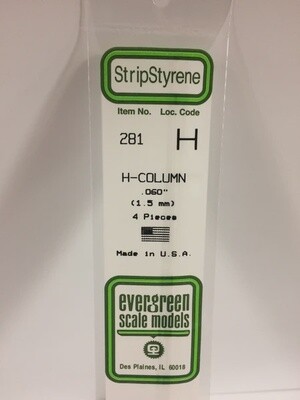 StripStyrene
Item No. Loc. Code
281 H
H-COLUMN
.060"
(1.5 mm)
4 Pieces
Made in U.S.A.
evergreen
scale models
Des Plaines, IL 60018